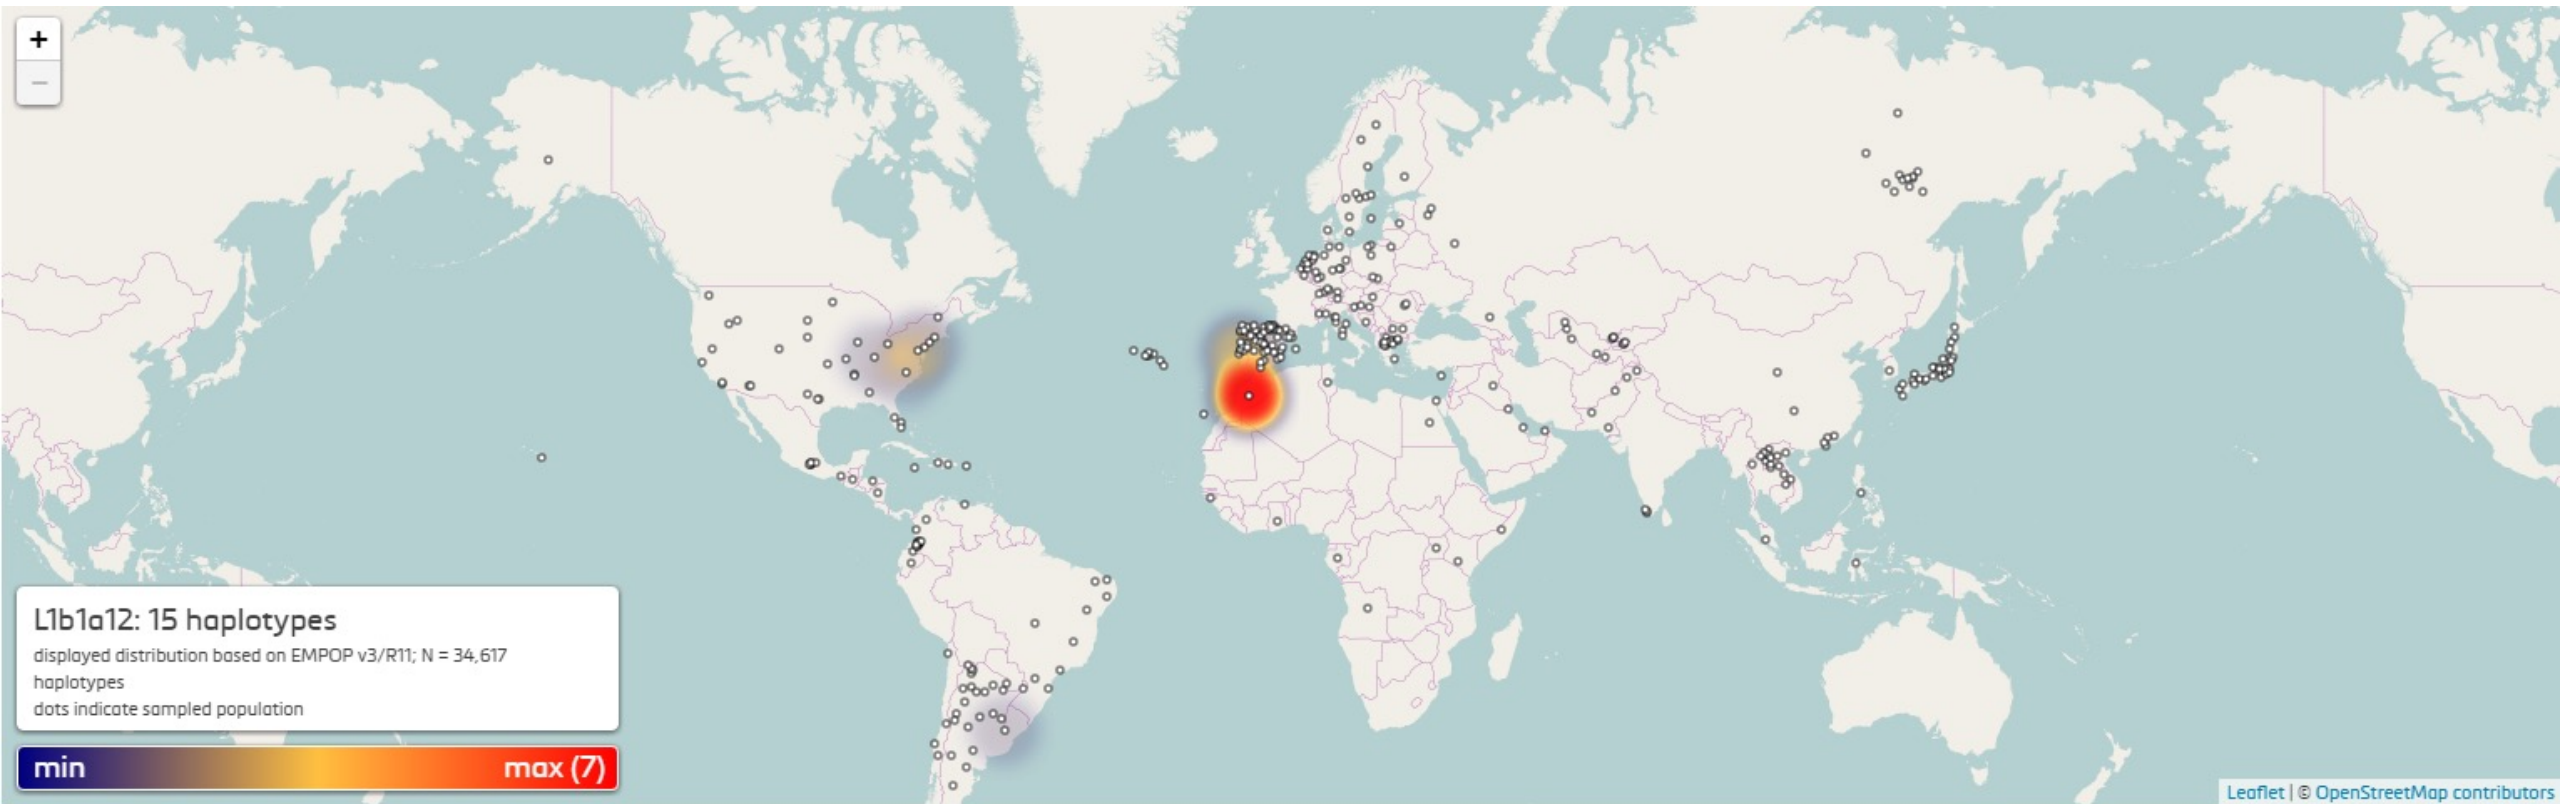 +
−
L1b1a12: 15 haplotypes
displayed distribution based on EMPOP v3/R11; N = 34,617
haplotypes
dots indicate sampled population
min max (7)
Leaflet | © OpenStreetMap contributors